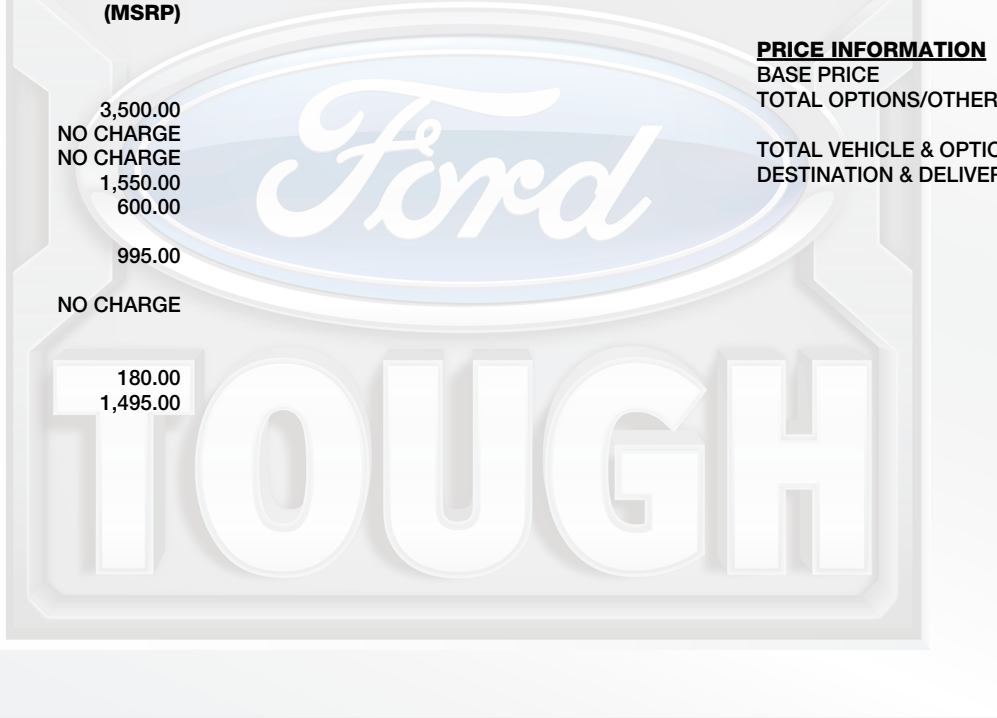 (MSRP)
3,500.00
NO CHARGE
NO CHARGE
1,550.00
600.00
995.00
NO CHARGE
180.00
1,495.00
PRICE INFORMATION
BASE PRICE
TOTAL OPTIONS/OTHER
TOTAL VEHICLE & OPTIO
DESTINATION & DELIVER
Ford
TOUGH